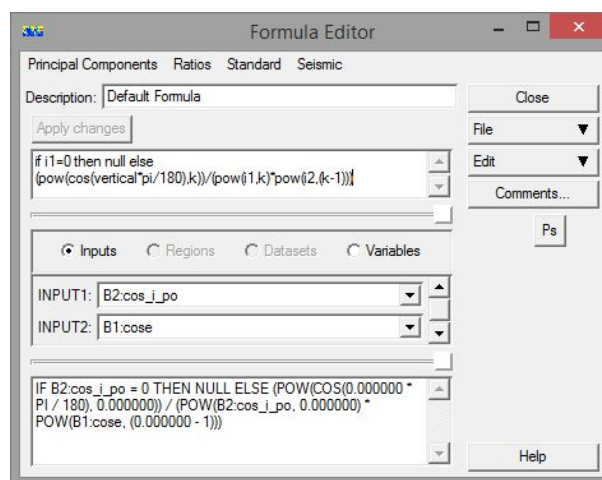 Formula Editor
Principal Components Ratios Standard Seismic
Description: Default Formula
Close
Apply changes
File
if i1=0 then null else
(pow(cos(vertical*pi/180),k))/(pow(i1,k)*pow(i2,(k-1)))
Edit
Comments...
Ps
Inputs Regions Datasets Variables
INPUT1: B2:cos_i_po
INPUT2: B1:cose
IF B2:cos_i_po = 0 THEN NULL ELSE (POW(COS(0.000000 *
PI / 180), 0.000000)) / (POW(B2:cos_i_po, 0.000000) *
POW(B1:cose, (0.000000 - 1)))
Help